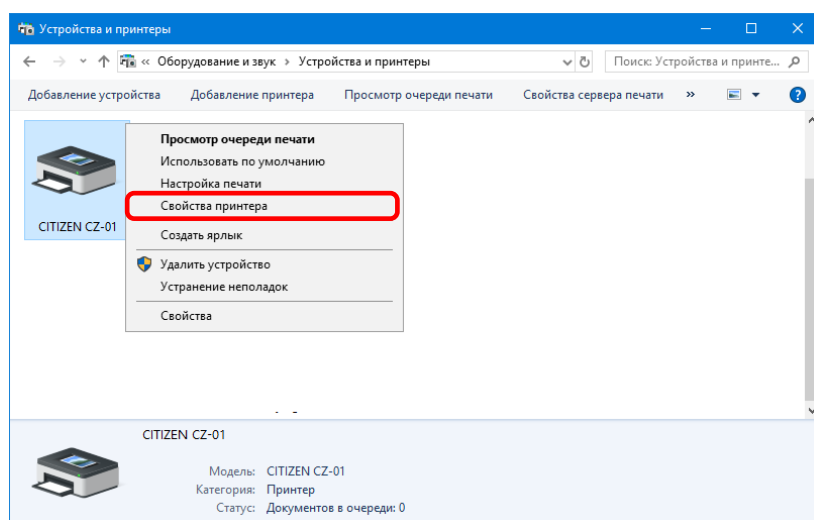 Устройства и принтеры
« Оборудование и звук › Устройства и принтеры
Поиск: Устройства и принте...
Добавление устройства Добавление принтера Просмотр очереди печати Свойства сервера печати »
Просмотр очереди печати
Использовать по умолчанию
Настройка печати
Свойства принтера
CITIZEN CZ-01
Создать ярлык
Удалить устройство
Устранение неполадок
Свойства
CITIZEN CZ-01
Модель: CITIZEN CZ-01
Категория: Принтер
Статус: Документов в очереди: 0